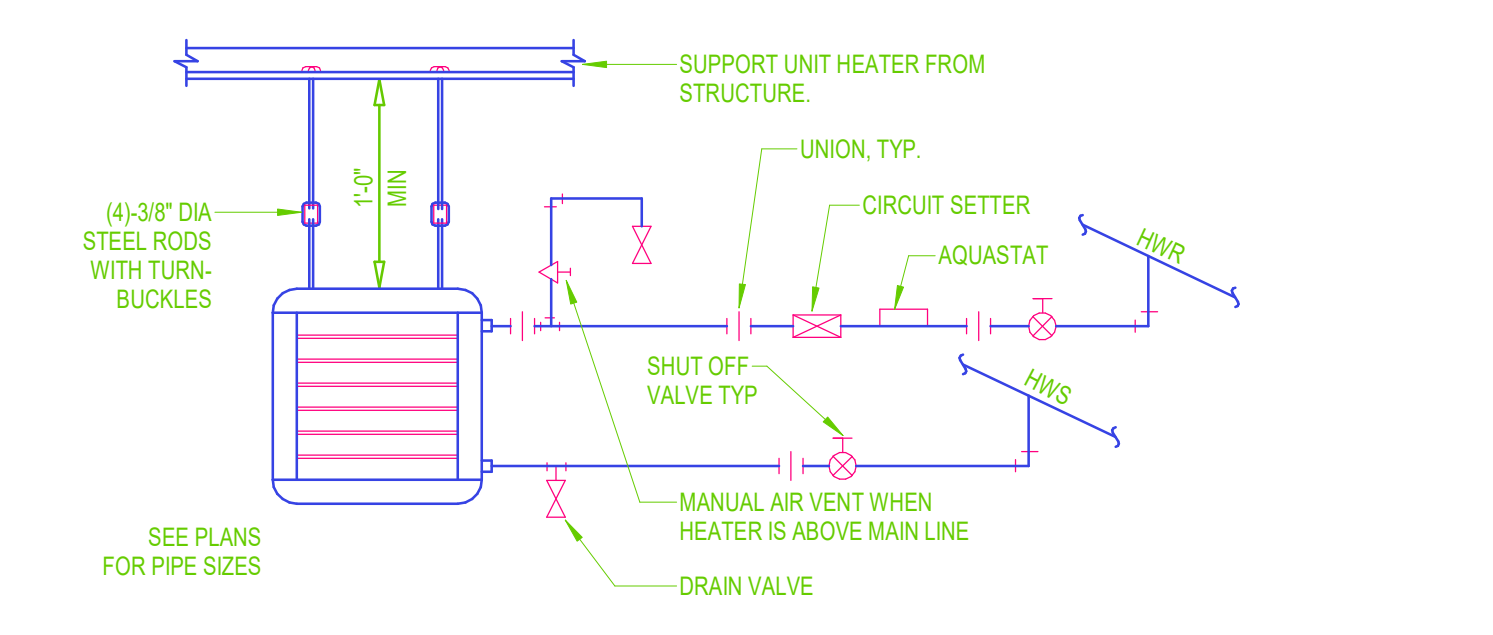 SUPPORT UNIT HEATER FROM
STRUCTURE.
UNION, TYP.
1'-0"
MIN
(4)-3/8" DIA
STEEL RODS
WITH TURN-
BUCKLES
CIRCUIT SETTER
AQUASTAT
HWR
SHUT OFF
VALVE TYP
HWS
MANUAL AIR VENT WHEN
HEATER IS ABOVE MAIN LINE
SEE PLANS
FOR PIPE SIZES
DRAIN VALVE